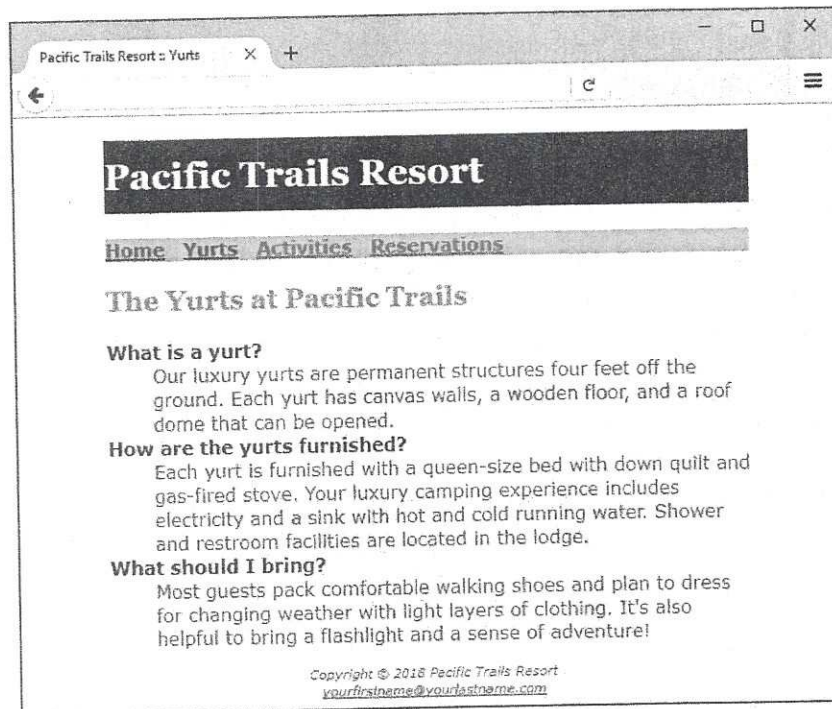 Pacific Trails Resort :: Yurts
Pacific Trails Resort
Home Yurts Activities Reservations
The Yurts at Pacific Trails
What is a yurt?
Our luxury yurts are permanent structures four feet off the
ground. Each yurt has canvas walls, a wooden floor, and a roof
dome that can be opened.
How are the yurts furnished?
Each yurt is furnished with a queen-size bed with down quilt and
gas-fired stove. Your luxury camping experience includes
electricity and a sink with hot and cold running water. Shower
and restroom facilities are located in the lodge.
What should I bring?
Most guests pack comfortable walking shoes and plan to dress
for changing weather with light layers of clothing. It's also
helpful to bring a flashlight and a sense of adventure!
Copyright © 2018 Pacific Trails Resort
yourfirstname@yourlastname.com